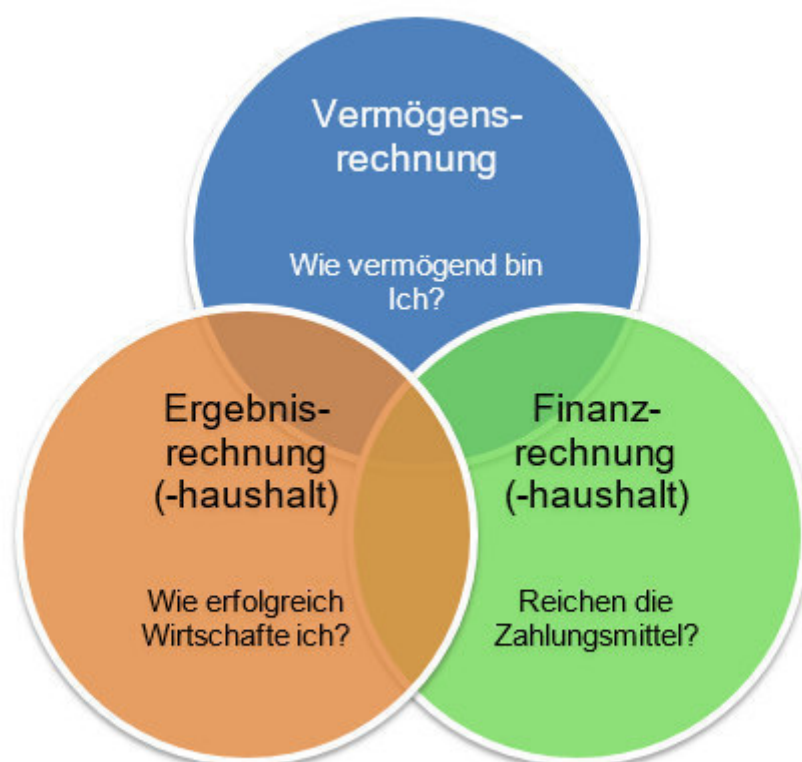 Vermögens-
rechnung
Wie vermögend bin
Ich?
Ergebnis-
rechnung
(-haushalt)
Wie erfolgreich
Wirtschafte ich?
Finanz-
rechnung
(-haushalt)
Reichen die
Zahlungsmittel?